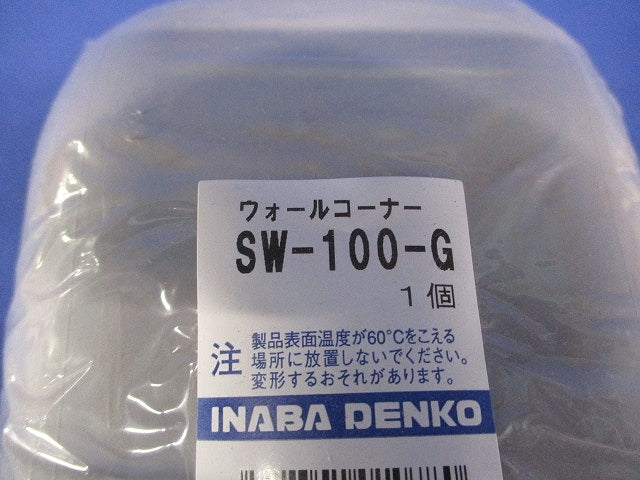 ウォールコーナー
SW-100-G
1個
注 製品表面温度が60℃をこえる
場所に放置しないでください。
変形するおそれがあります。
INABA DENKO